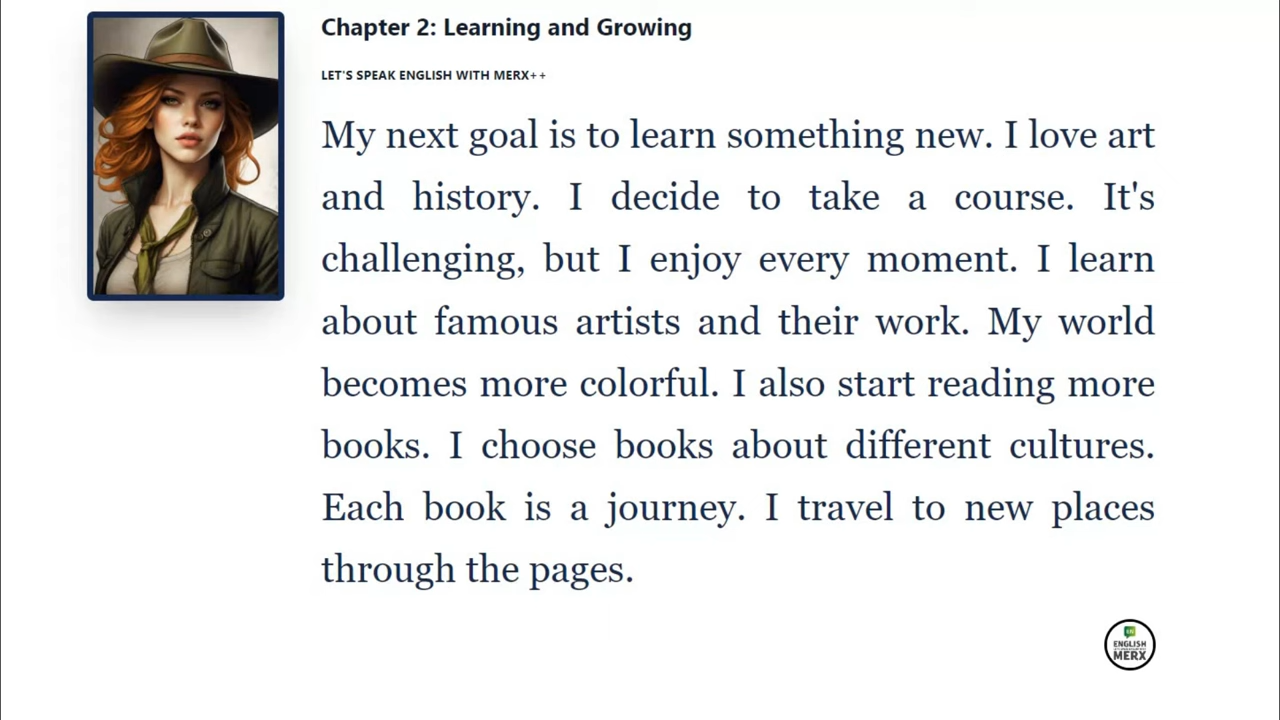 Chapter 2: Learning and Growing
LET'S SPEAK ENGLISH WITH MERX++
My next goal is to learn something new. I love art
and history. I decide to take a course. It's
challenging, but I enjoy every moment. I learn
about famous artists and their work. My world
becomes more colorful. I also start reading more
books. I choose books about different cultures.
Each book is a journey. I travel to new places
through the pages.
ENGLISH
MERX